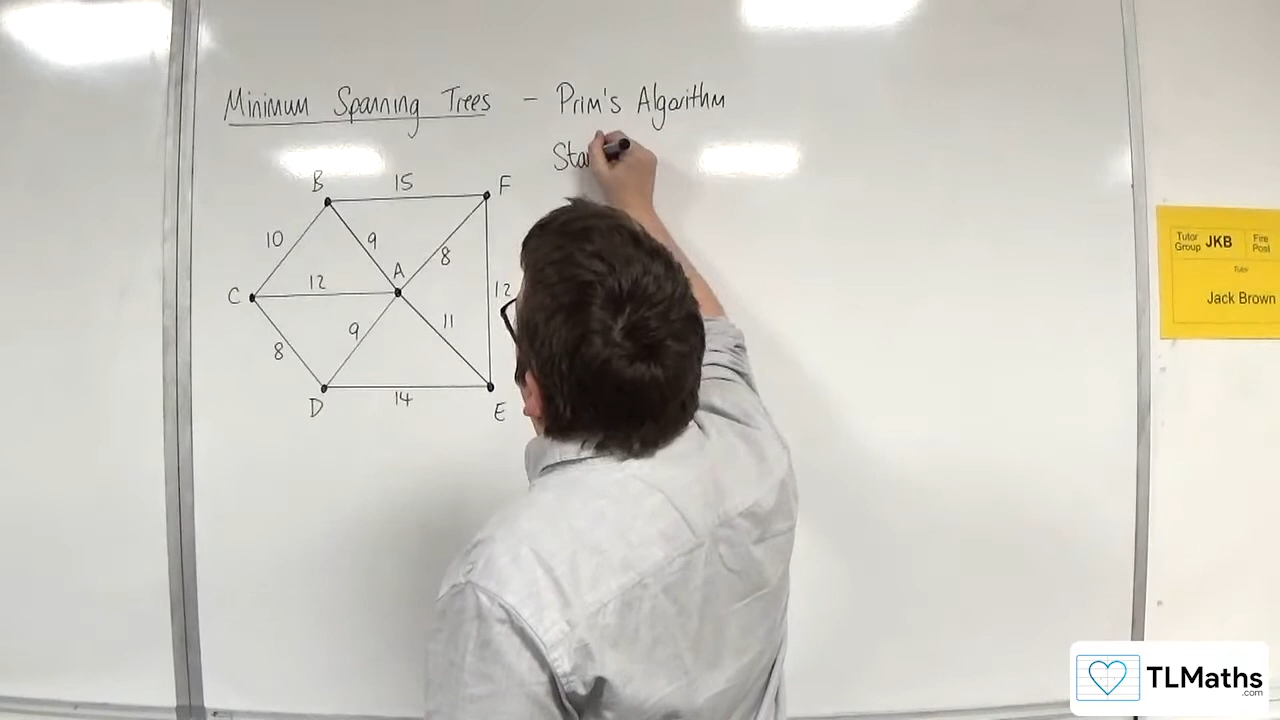 Minimum Spanning Trees - Prim's Algorithm
Sta
B 15 F
10 9 8
A
C 12 12
9 11
8
D 14 E
Tutor Group JKB Fire
Tutor
Jack Brown
TLMaths
.com